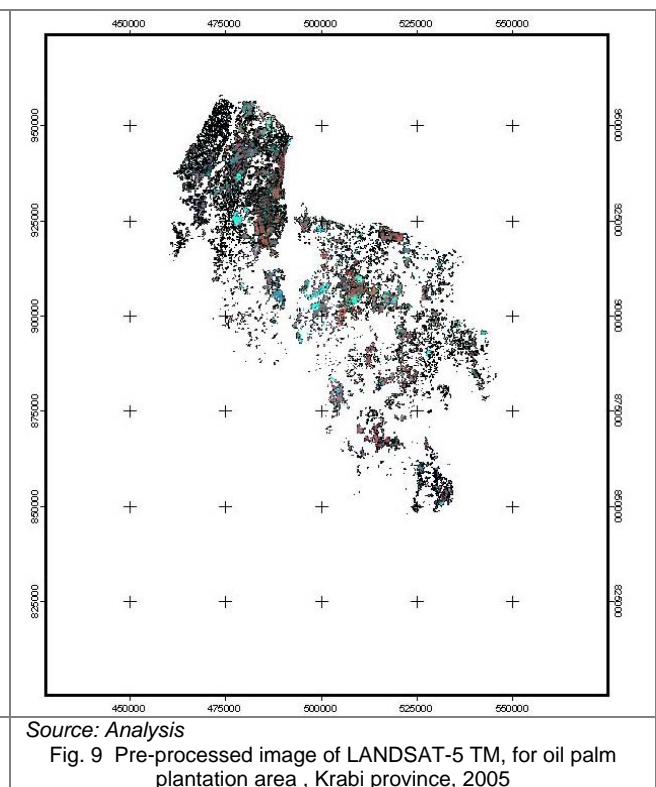 450000 475000 500000 525000 550000
950000 950000
925000 925000
900000 900000
875000 875000
850000 850000
825000 825000
450000 475000 500000 525000 550000
Source: Analysis
Fig. 9 Pre-processed image of LANDSAT-5 TM, for oil palm
plantation area , Krabi province, 2005